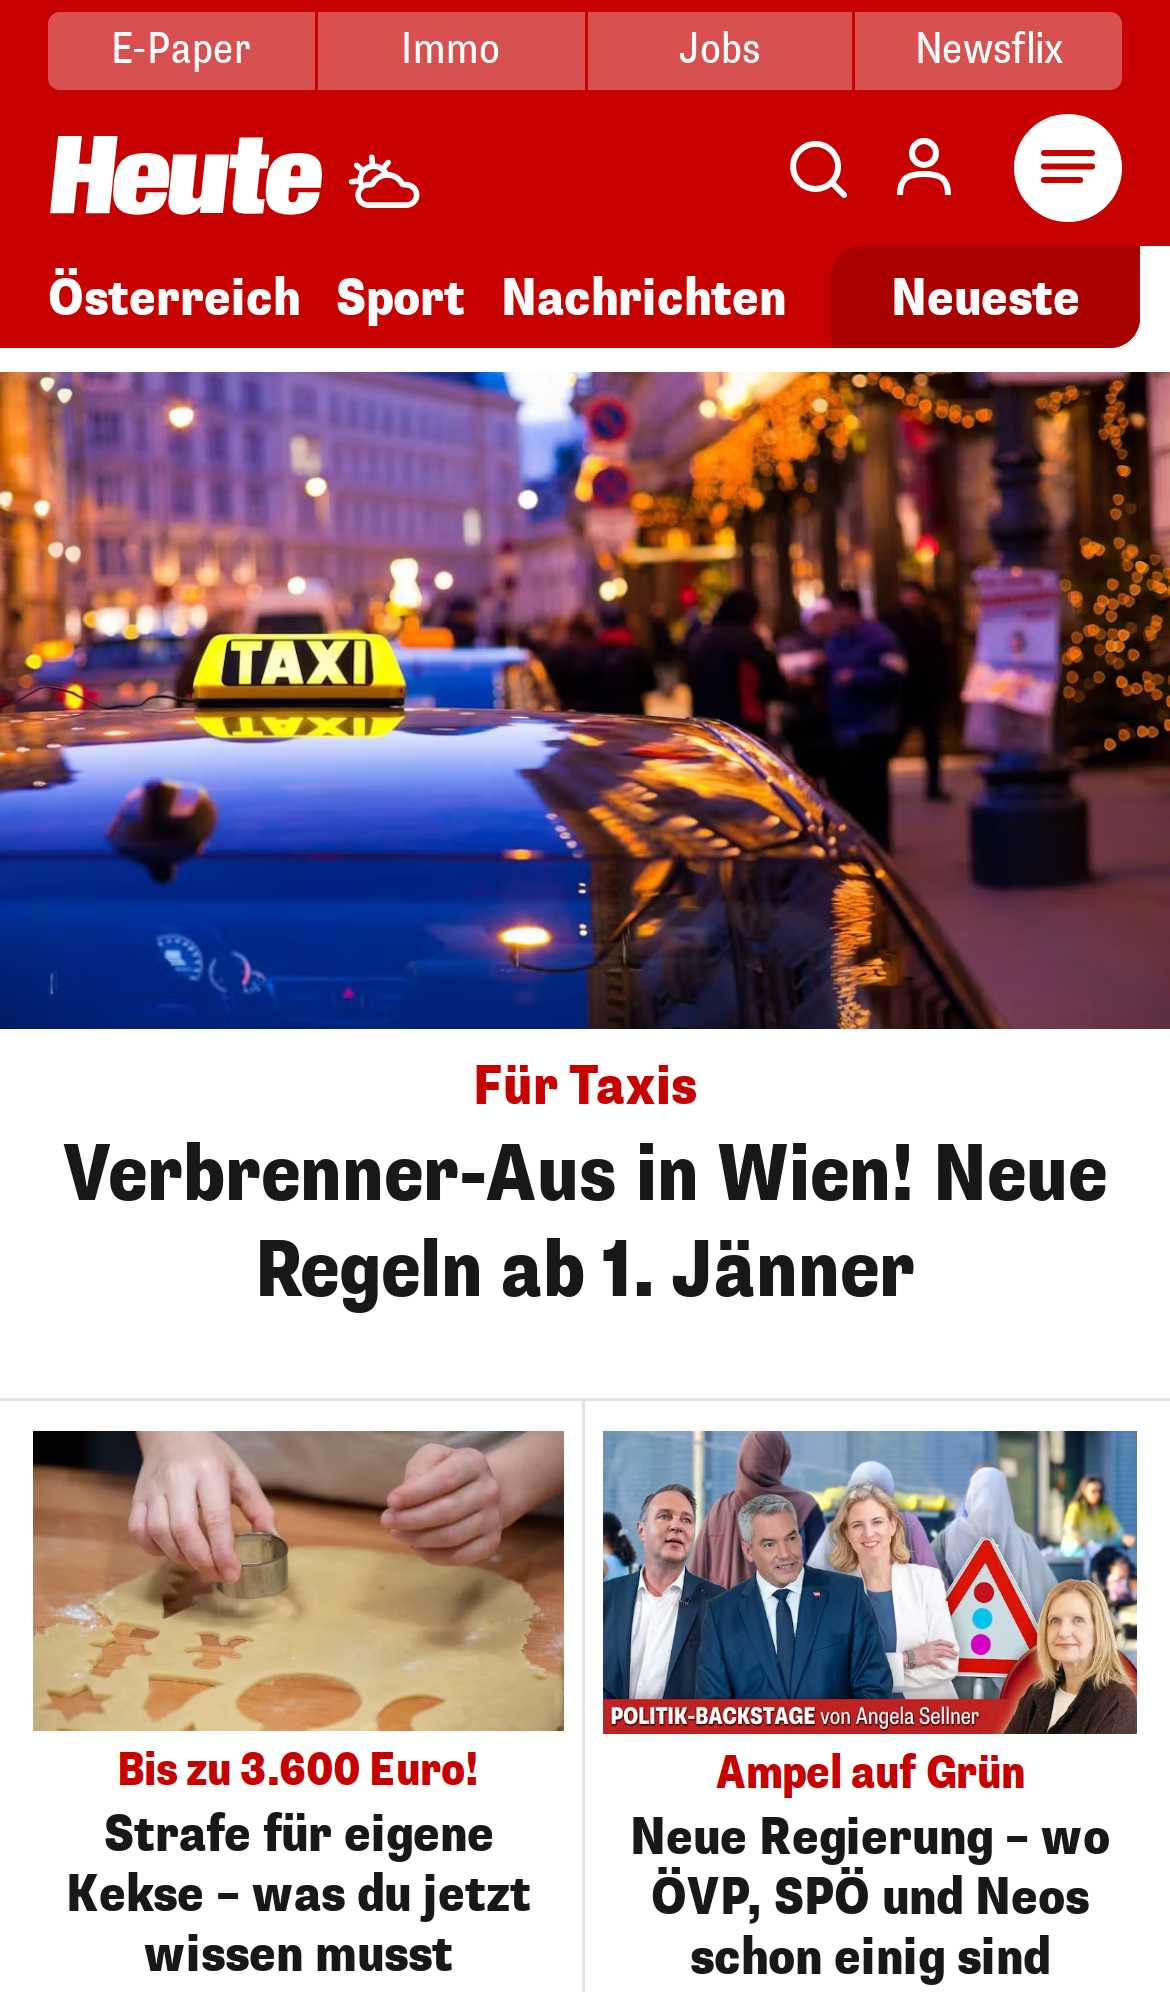 E-Paper
Immo
Jobs
Newsflix
Heute
Österreich
Sport
Nachrichten
Neueste
TAXI
Für Taxis
Verbrenner-Aus in Wien! Neue
Regeln ab 1. Jänner
Bis zu 3.600 Euro!
Strafe für eigene
Kekse – was du jetzt
wissen musst
POLITIK-BACKSTAGE von Angela Sellner
Ampel auf Grün
Neue Regierung – wo
ÖVP, SPÖ und Neos
schon einig sind